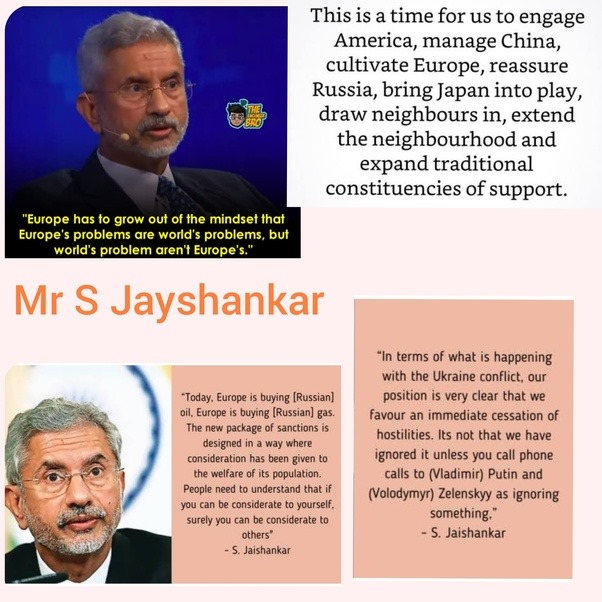 This is a time for us to engage
America, manage China,
cultivate Europe, reassure
Russia, bring Japan into play,
draw neighbours in, extend
the neighbourhood and
expand traditional
constituencies of support.
THE
BRO
"Europe has to grow out of the mindset that
Europe's problems are world's problems, but
world's problem aren't Europe's."
Mr S Jayshankar
"Today, Europe is buying [Russian]
oil, Europe is buying [Russian] gas.
The new package of sanctions is
designed in a way where
consideration has been given to
the welfare of its population.
People need to understand that if
you can be considerate to yourself,
surely you can be considerate to
others"
- S. Jaishankar
"In terms of what is happening
with the Ukraine conflict, our
position is very clear that we
favour an immediate cessation of
hostilities. Its not that we have
ignored it unless you call phone
calls to (Vladimir) Putin and
(Volodymyr) Zelenskyy as ignoring
something,"
- S. Jaishankar